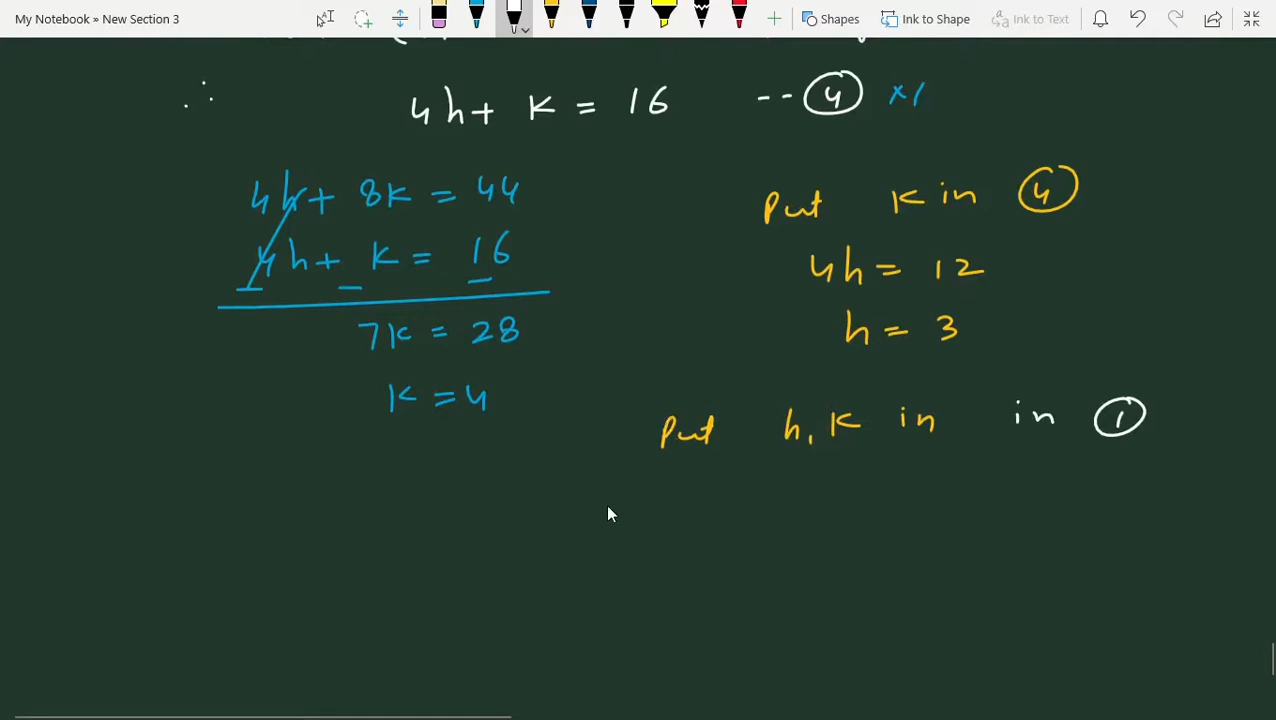 My Notebook » New Section 3
Shapes
Ink to Shape
Ink to Text
∴ 4h + k = 16 -- ④ ×1
4h + 8k = 44
4h + k = 16
7k = 28
k = 4
Put k in ④
4h = 12
h = 3
Put h, k in in ①